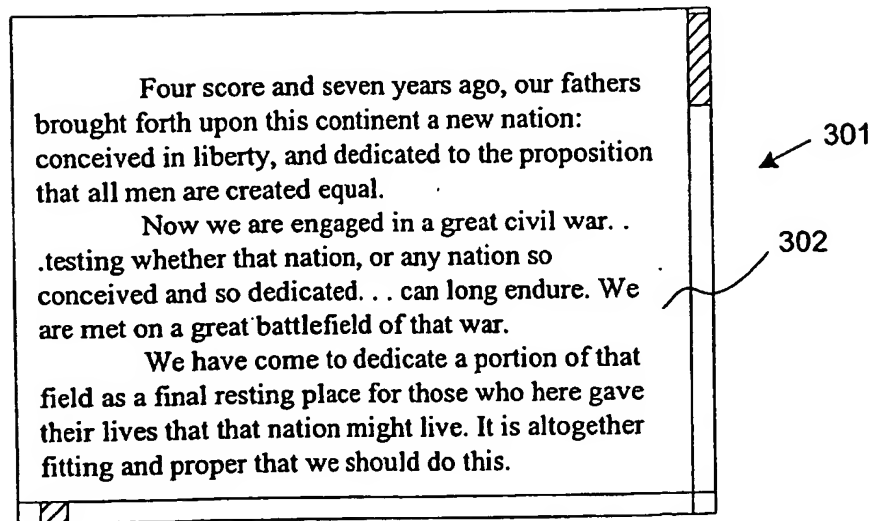 Four score and seven years ago, our fathers
brought forth upon this continent a new nation:
conceived in liberty, and dedicated to the proposition
that all men are created equal.
Now we are engaged in a great civil war. .
.testing whether that nation, or any nation so
conceived and so dedicated. . . can long endure. We
are met on a great battlefield of that war.
We have come to dedicate a portion of that
field as a final resting place for those who here gave
their lives that that nation might live. It is altogether
fitting and proper that we should do this.
301
302